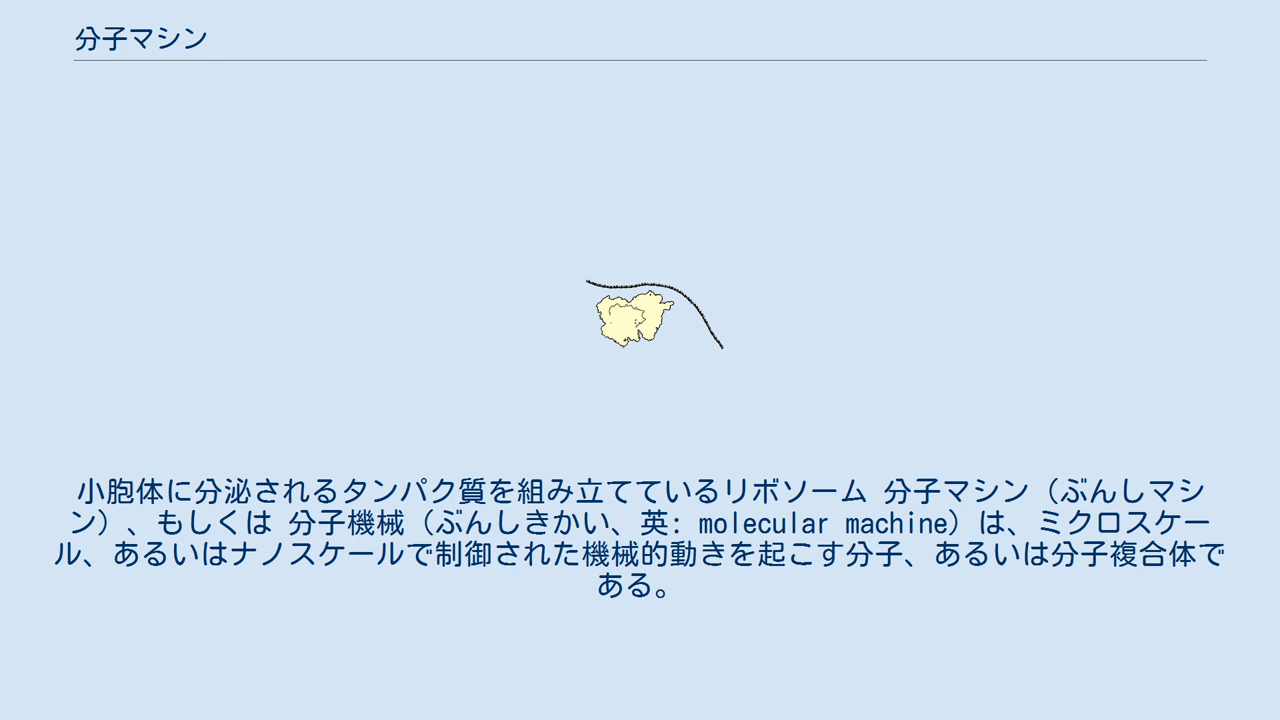 分子マシン
小胞体に分泌されるタンパク質を組み立てているリボソーム 分子マシン（ぶんしマシ
ン）、もしくは 分子機械（ぶんしきかい、英: molecular machine）は、ミクロスケー
ル、あるいはナノスケールで制御された機械的動きを起こす分子、あるいは分子複合体で
ある。